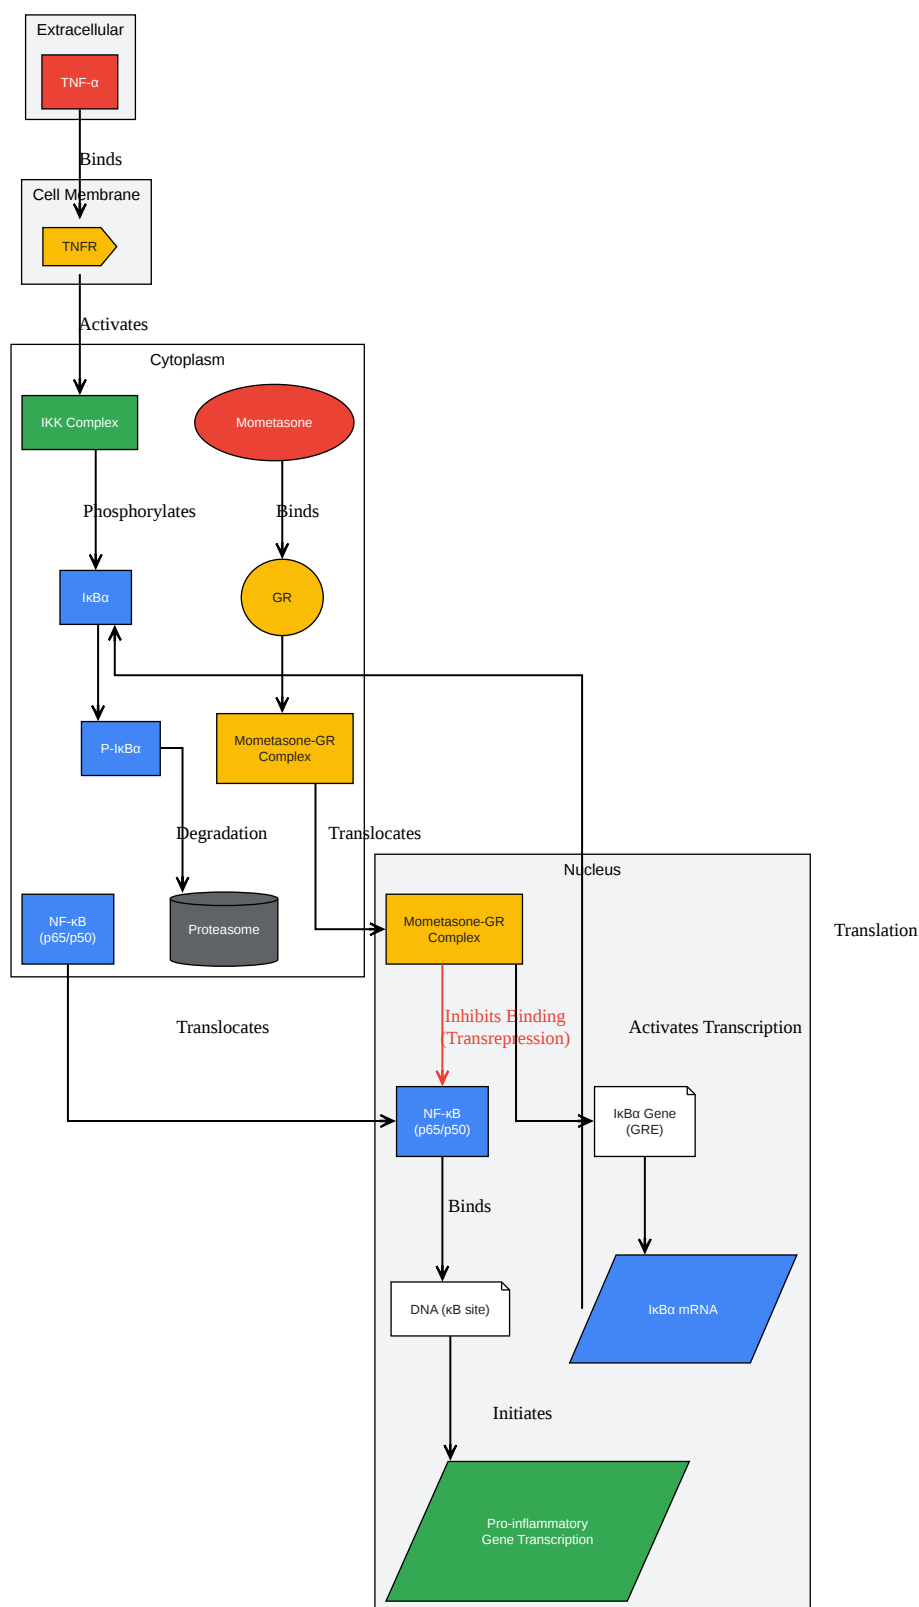 Extracellular
TNF-α
Binds
Cell Membrane
TNFR
Activates
Cytoplasm
IKK Complex
Mometasone
Phosphorylates
Binds
IκBα
GR
P-IκBα
Mometasone-GR
Complex
Degradation
Translocates
Nucleus
NF-κB
(p65/p50)
Proteasome
Mometasone-GR
Complex
Translation
Translocates
Inhibits Binding
(Transrepression)
Activates Transcription
NF-κB
(p65/p50)
IκBα Gene
(GRE)
Binds
DNA (κB site)
IκBα mRNA
Initiates
Pro-inflammatory
Gene Transcription